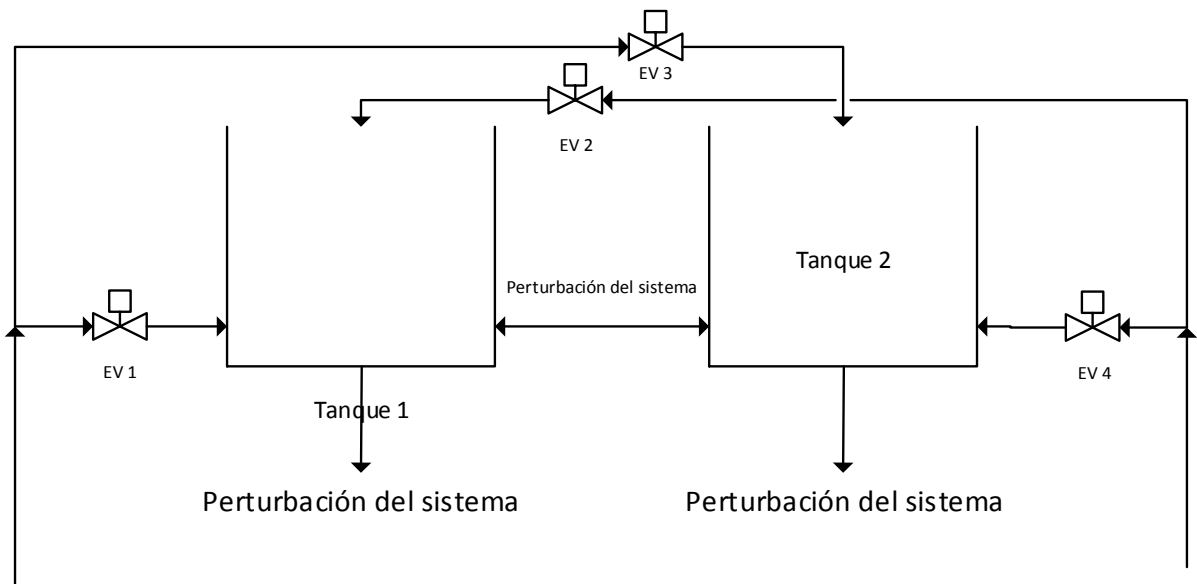 EV 3
EV 2
Tanque 2
Perturbación del sistema
EV 1
EV 4
Tanque 1
Perturbación del sistema
Perturbación del sistema